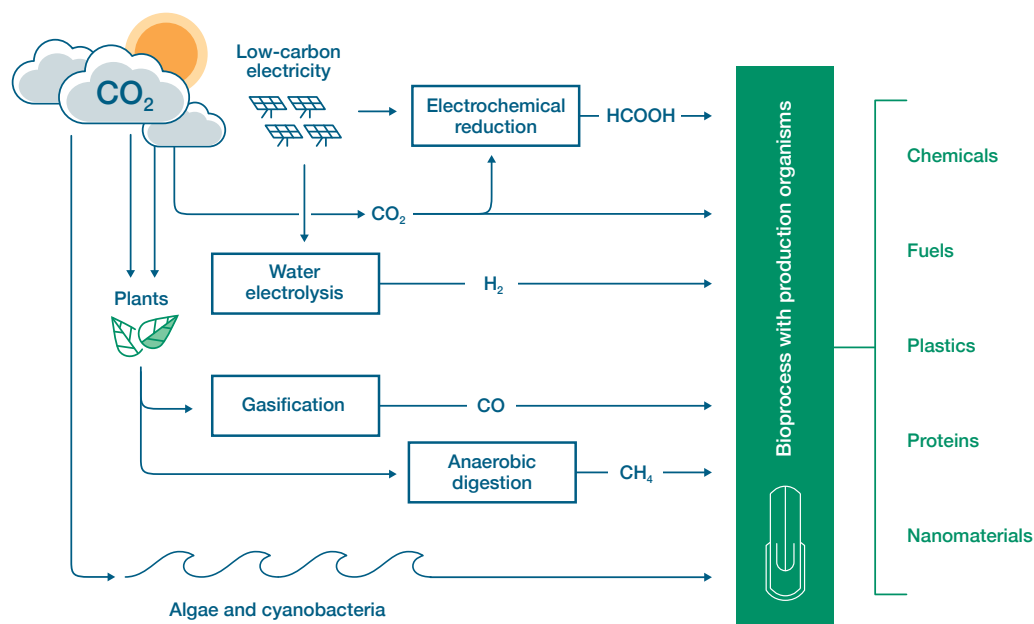 CO₂
Low-carbon
electricity
Electrochemical
reduction
HCOOH
CO₂
Water
electrolysis
H₂
Plants
Gasification
CO
Anaerobic
digestion
CH₄
Algae and cyanobacteria
Bioprocess with production organisms
Chemicals
Fuels
Plastics
Proteins
Nanomaterials